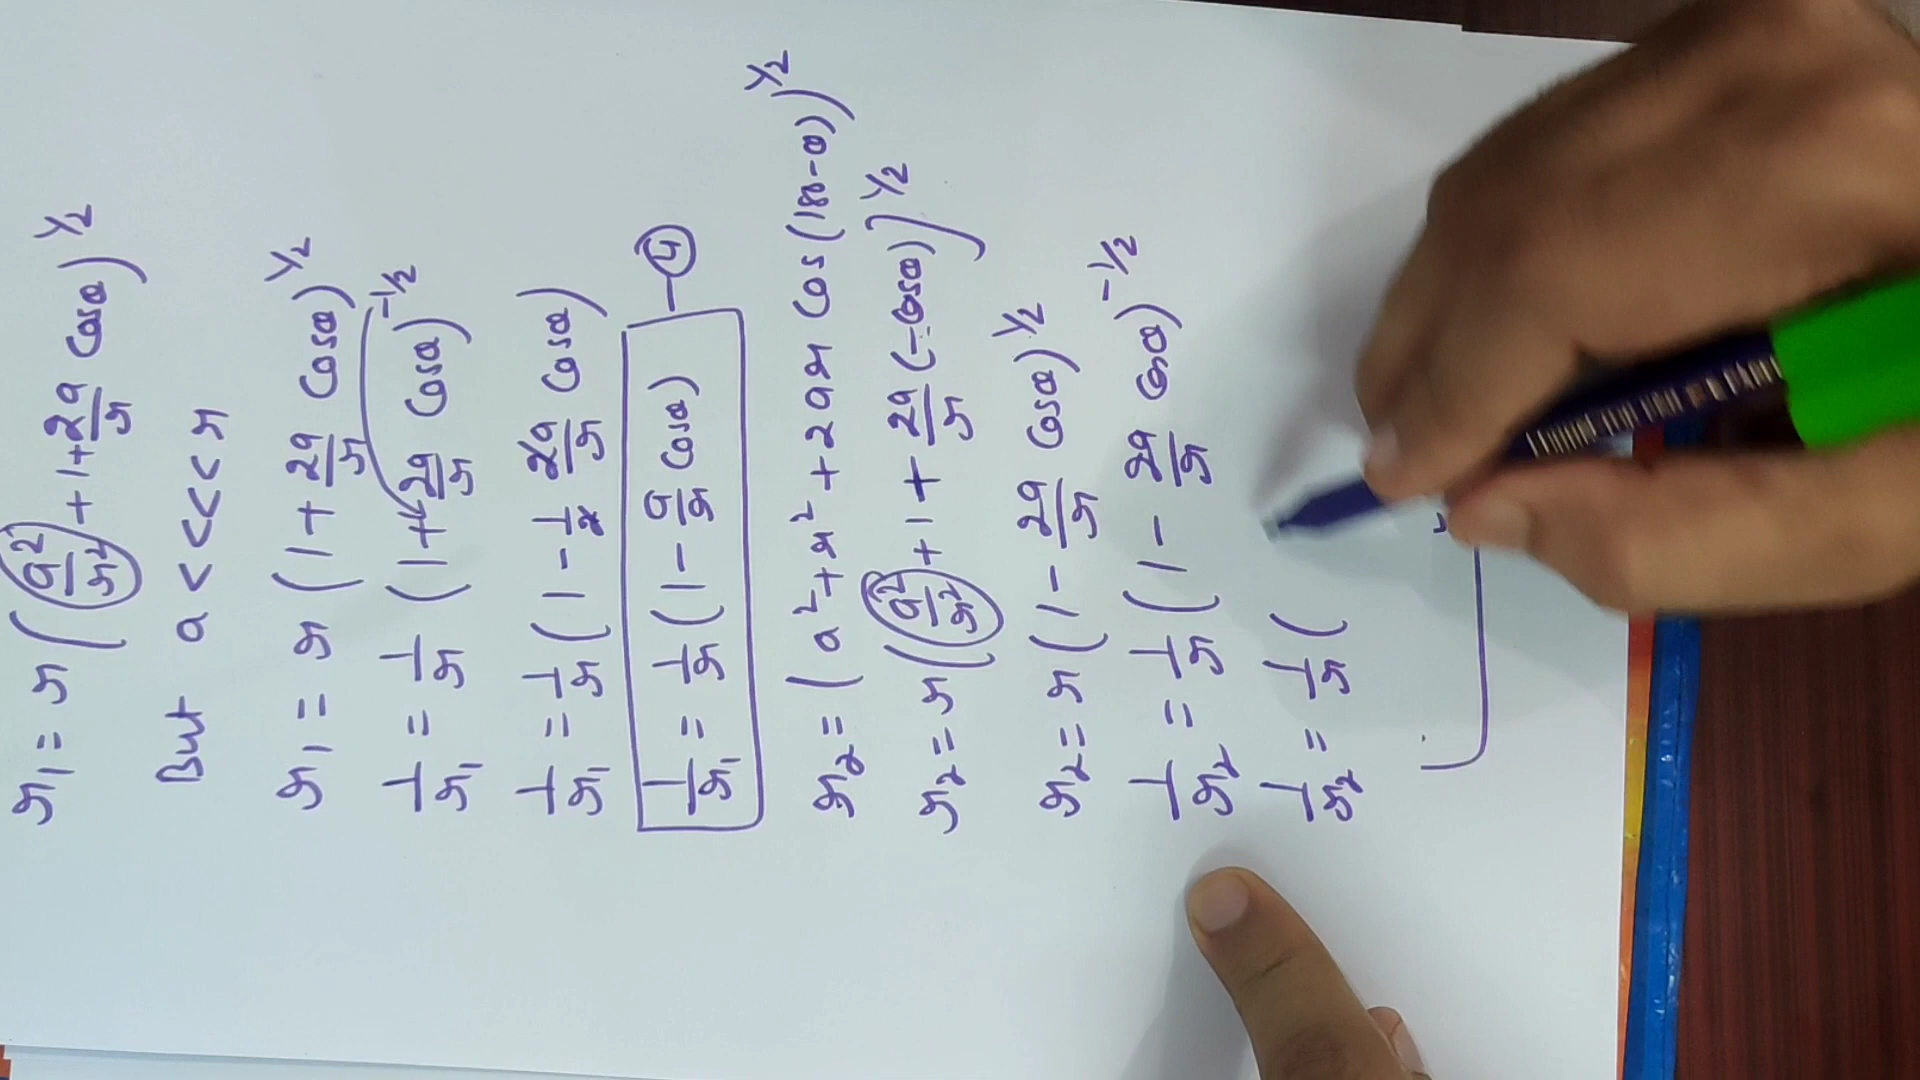 r₁ = r (a²/r² + 1 + 2a/r Cosθ)^1/2
But a <<< r
r₁ = r (1 + 2a/r Cosθ)^1/2
1/r₁ = 1/r (1 + 2a/r Cosθ)^-1/2
1/r₁ = 1/r (1 - 1/2 2a/r Cosθ)
1/r₁ = 1/r (1 - a/r Cosθ) —④
r₂ = (a² + r² + 2ar Cos(180-θ))^1/2
r₂ = r (a²/r² + 1 + 2a/r (-Cosθ))^1/2
r₂ = r (1 - 2a/r Cosθ)^1/2
1/r₂ = 1/r (1 - 2a/r Cosθ)^-1/2
1/r₂ = 1/r (